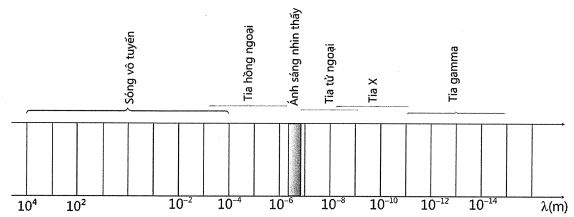 Sóng vô tuyến
Tia hồng ngoại
Ánh sáng nhìn thấy
Tia tử ngoại
Tia X
Tia gamma
10⁴ 10² 10⁻² 10⁻⁴ 10⁻⁶ 10⁻⁸ 10⁻¹⁰ 10⁻¹² 10⁻¹⁴ λ(m)